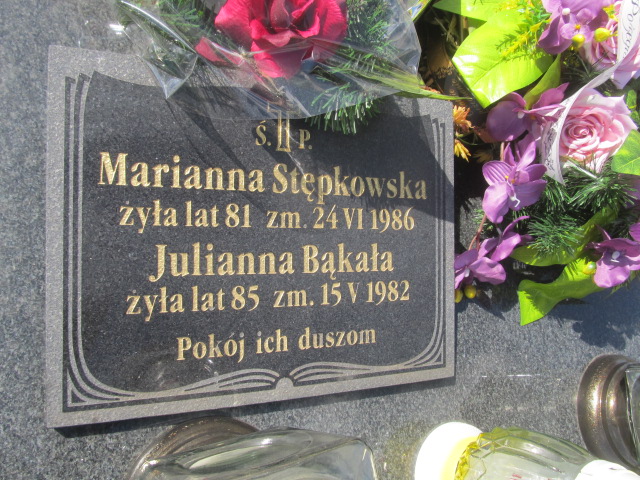 Ś. P.
Marianna Stępkowska
żyła lat 81 zm. 24 VI 1986
Julianna Bąkała
żyła lat 85 zm. 15 V 1982
Pokój ich duszom